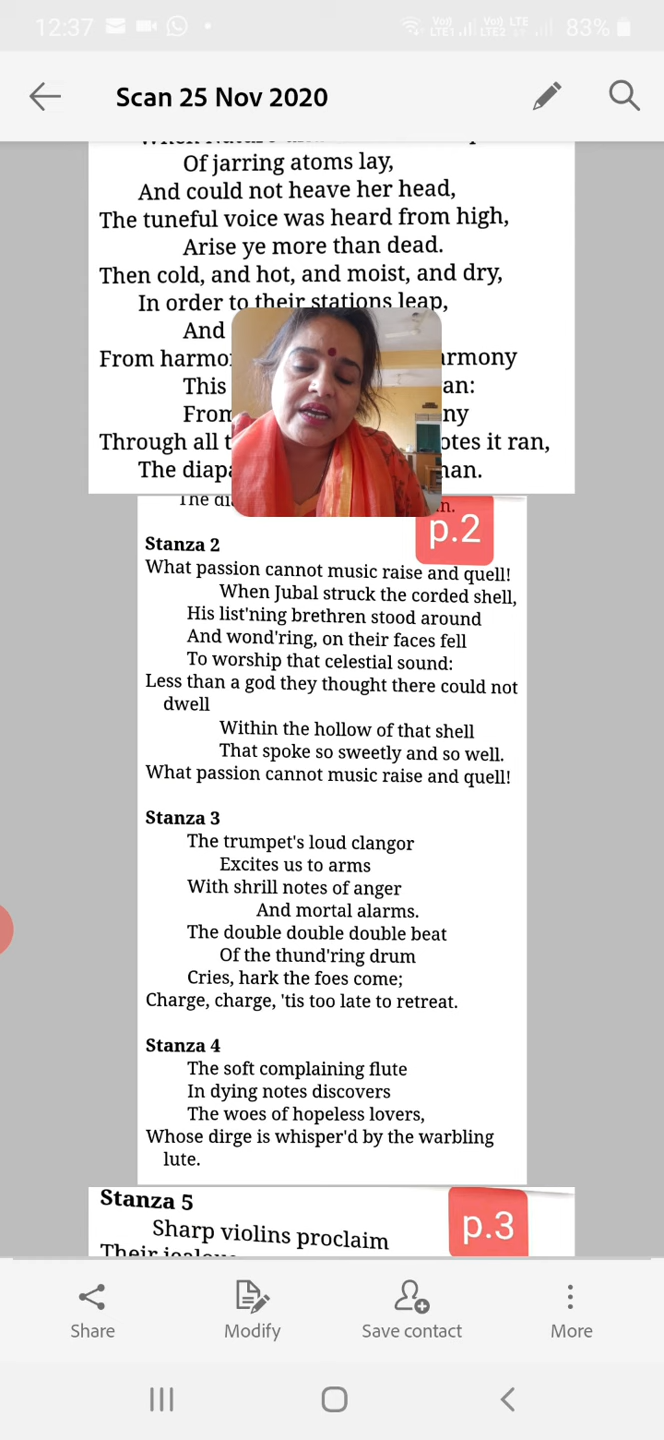 12:37
Vo)) LTE1 Vo)) LTE LTE2 83%
Scan 25 Nov 2020
Of jarring atoms lay,
And could not heave her head,
The tuneful voice was heard from high,
Arise ye more than dead.
Then cold, and hot, and moist, and dry,
In order to their stations leap,
And
From harmo armony
This an:
From ny
Through all t otes it ran,
The diapa nan.
The di n.
p.2
Stanza 2
What passion cannot music raise and quell!
When Jubal struck the corded shell,
His list'ning brethren stood around
And wond'ring, on their faces fell
To worship that celestial sound:
Less than a god they thought there could not
dwell
Within the hollow of that shell
That spoke so sweetly and so well.
What passion cannot music raise and quell!
Stanza 3
The trumpet's loud clangor
Excites us to arms
With shrill notes of anger
And mortal alarms.
The double double double beat
Of the thund'ring drum
Cries, hark the foes come;
Charge, charge, 'tis too late to retreat.
Stanza 4
The soft complaining flute
In dying notes discovers
The woes of hopeless lovers,
Whose dirge is whisper'd by the warbling
lute.
Stanza 5
p.3
Sharp violins proclaim
Their
Share Modify Save contact More